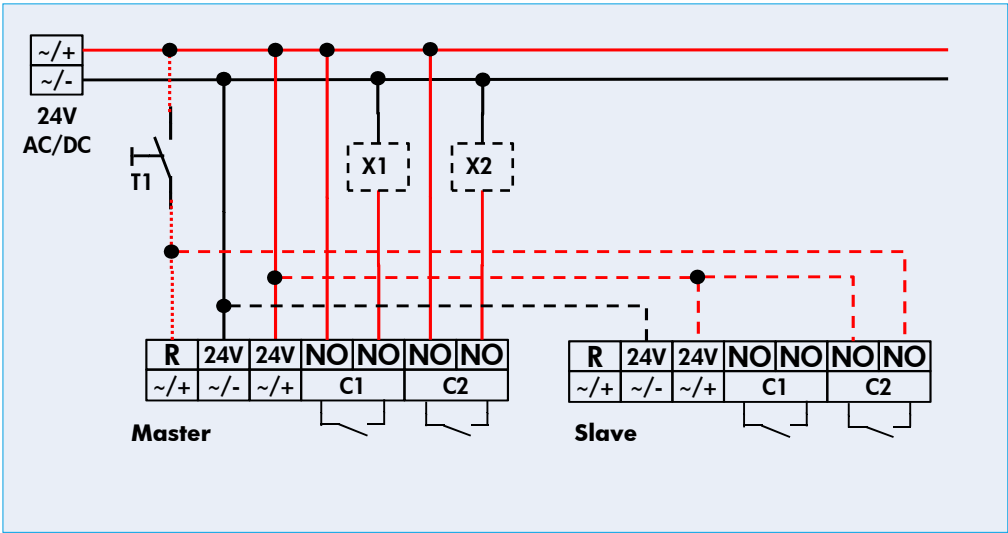 ~/+
~/-
24V
AC/DC
T1
X1
X2
R 24V 24V NO NO NO NO
~/+ ~/- ~/+ C1 C2
Master
R 24V 24V NO NO NO NO
~/+ ~/- ~/+ C1 C2
Slave